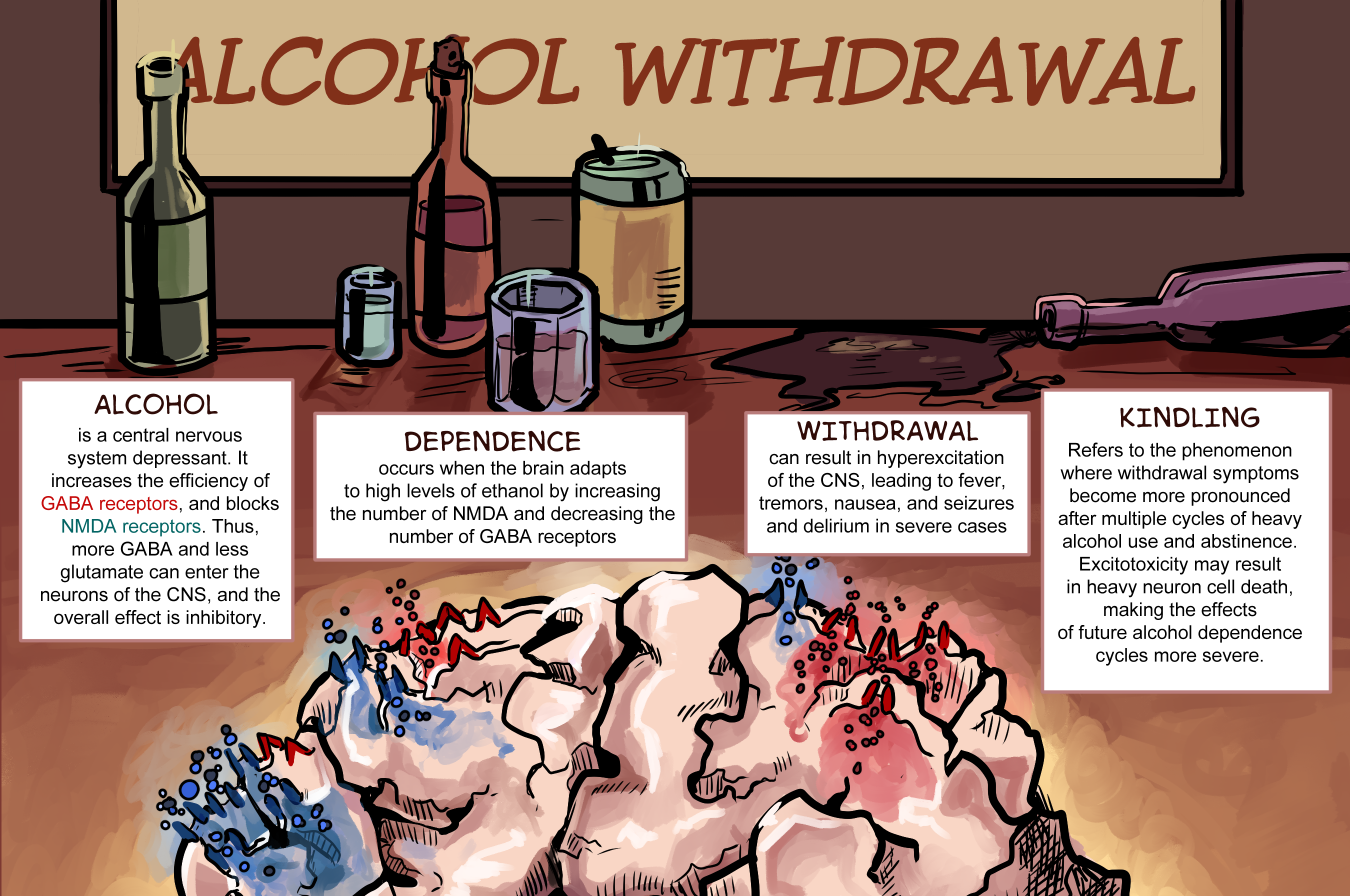 ALCOHOL WITHDRAWAL
ALCOHOL
is a central nervous
system depressant. It
increases the efficiency of
GABA receptors, and blocks
NMDA receptors. Thus,
more GABA and less
glutamate can enter the
neurons of the CNS, and the
overall effect is inhibitory.
DEPENDENCE
occurs when the brain adapts
to high levels of ethanol by increasing
the number of NMDA and decreasing the
number of GABA receptors
WITHDRAWAL
can result in hyperexcitation
of the CNS, leading to fever,
tremors, nausea, and seizures
and delirium in severe cases
KINDLING
Refers to the phenomenon
where withdrawal symptoms
become more pronounced
after multiple cycles of heavy
alcohol use and abstinence.
Excitotoxicity may result
in heavy neuron cell death,
making the effects
of future alcohol dependence
cycles more severe.